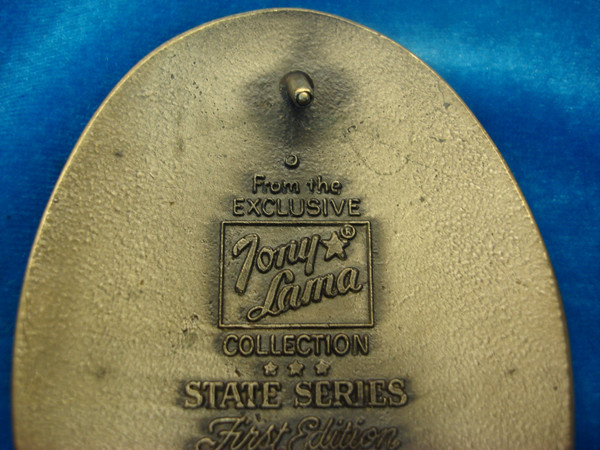 From the
EXCLUSIVE
Tony ®
Lama
COLLECTION
STATE SERIES
First Edition